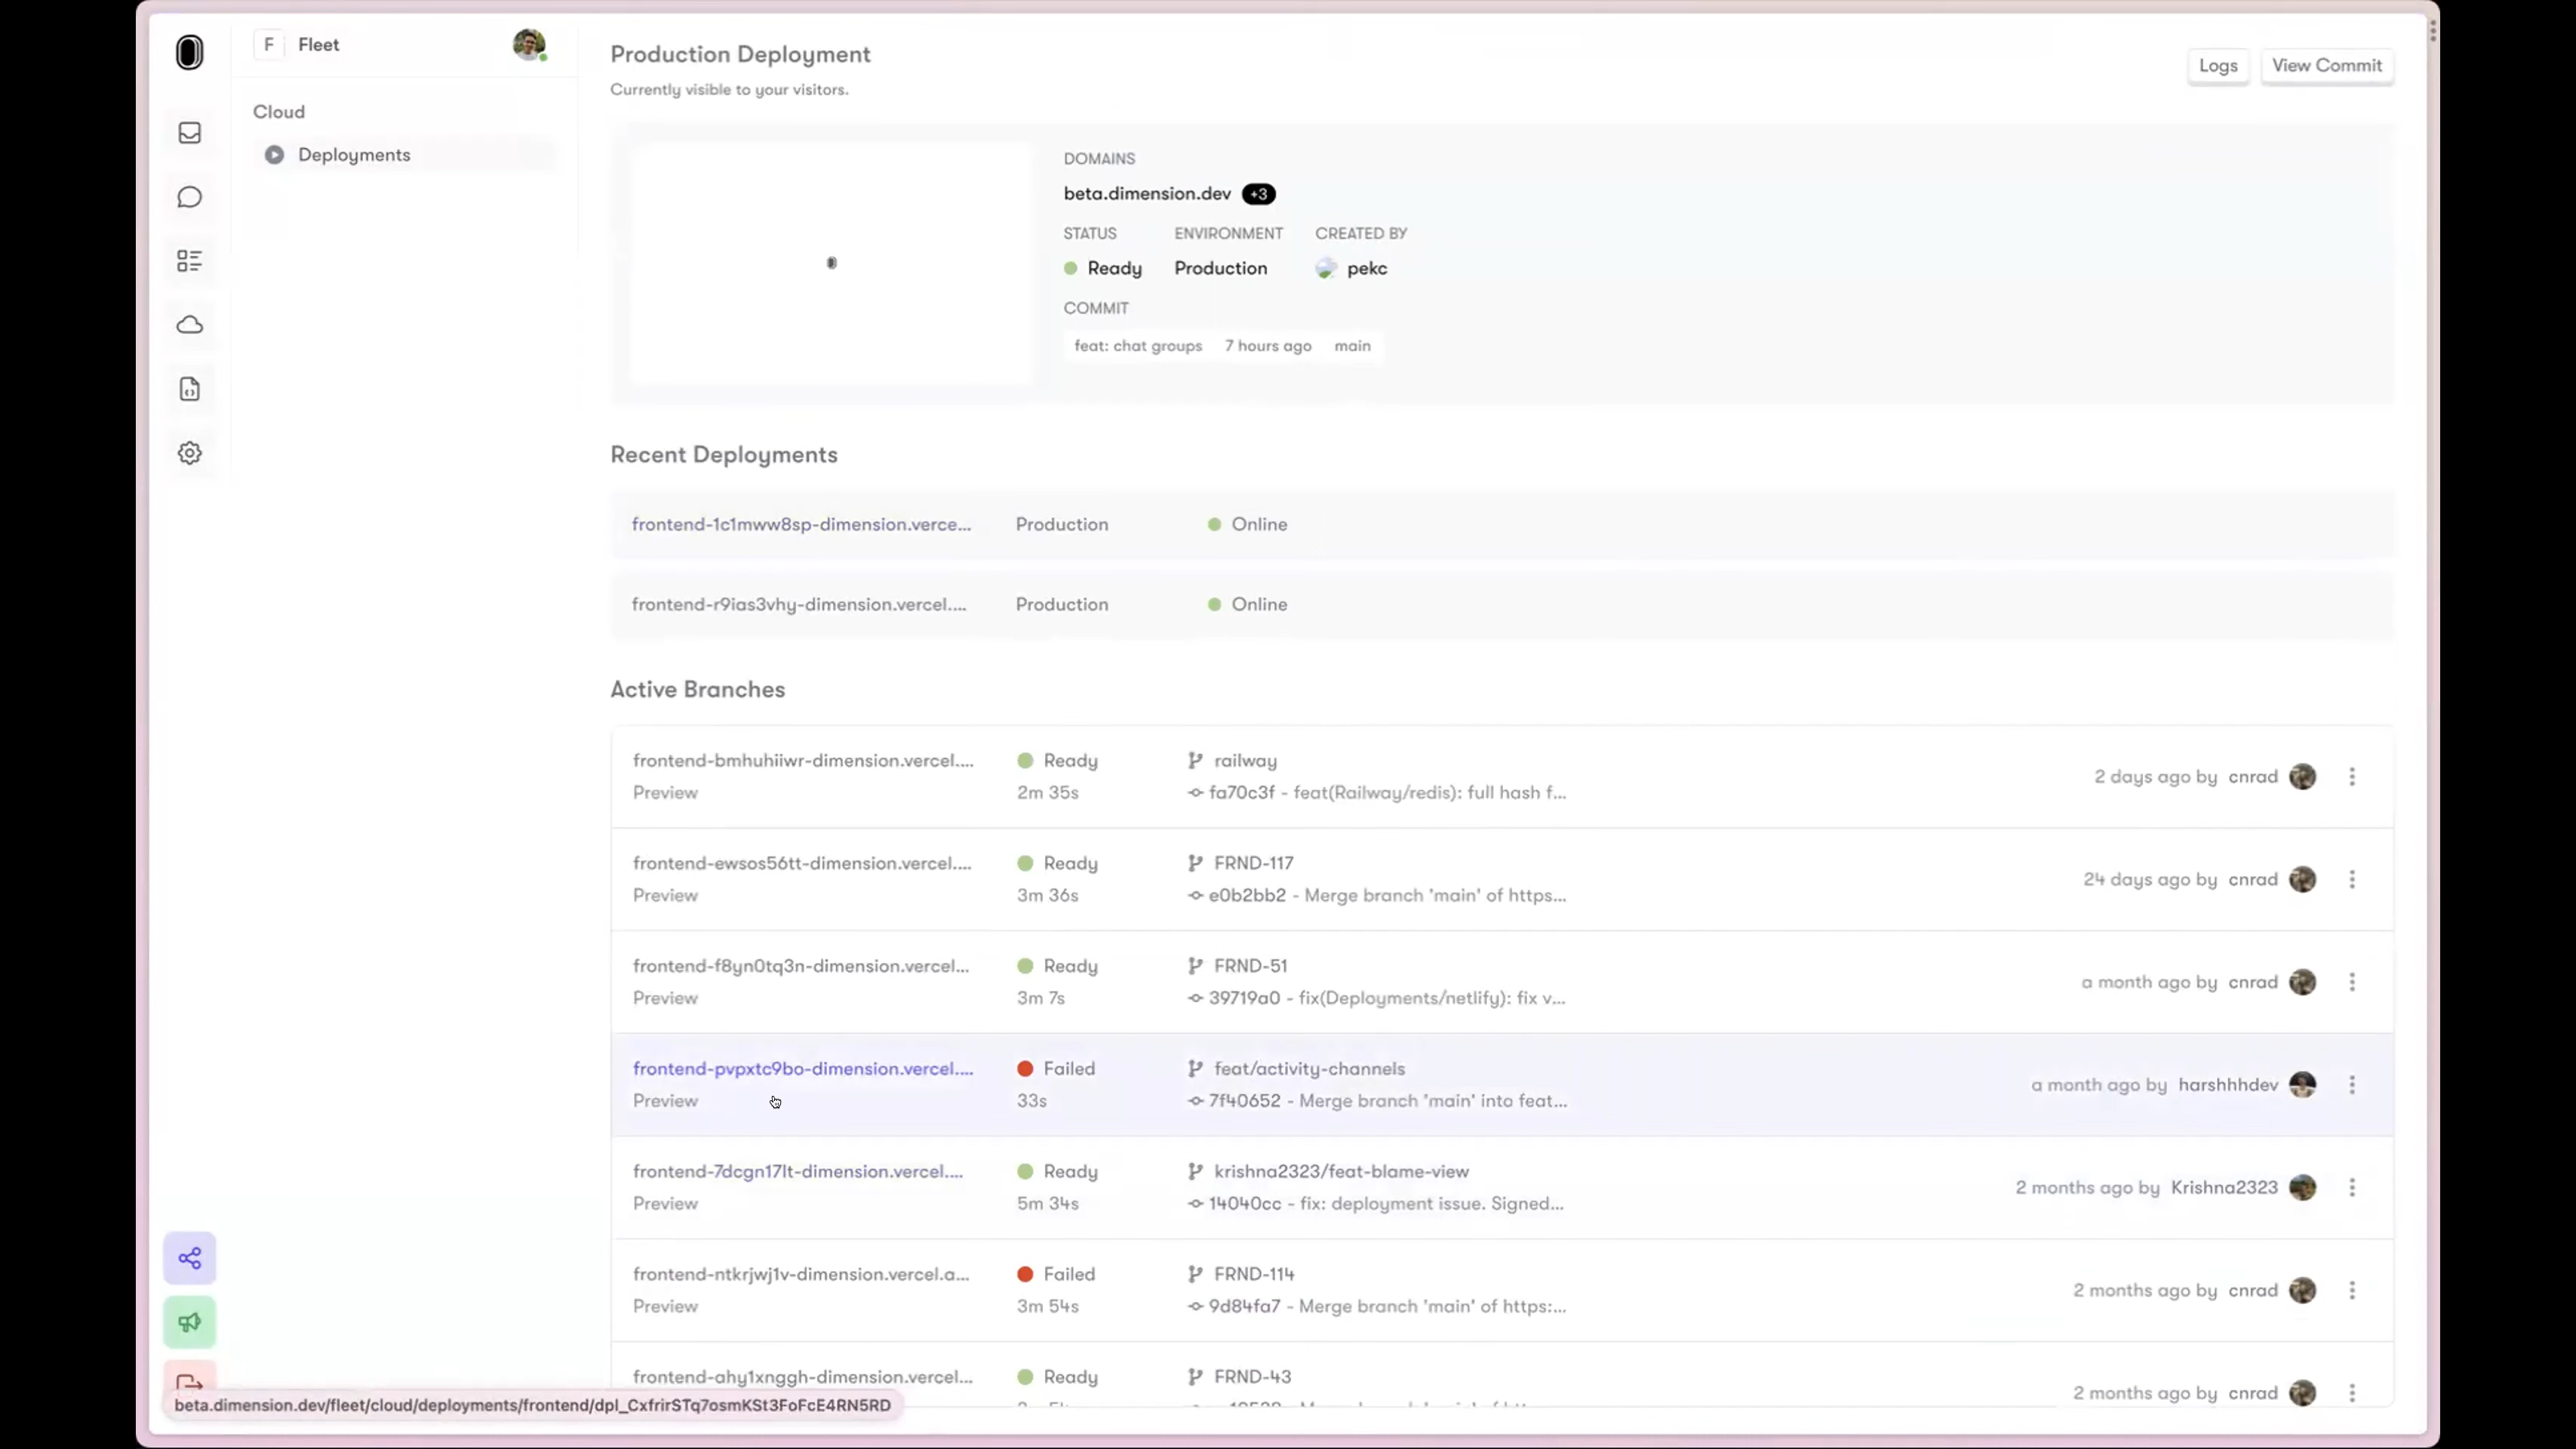 F Fleet
Cloud
Deployments
Production Deployment
Currently visible to your visitors.
Logs
View Commit
DOMAINS
beta.dimension.dev +3
STATUS ENVIRONMENT CREATED BY
Ready Production pekc
COMMIT
feat: chat groups 7 hours ago main
Recent Deployments
frontend-1c1mww8sp-dimension.verce... Production Online
frontend-r9ias3vhy-dimension.vercel.... Production Online
Active Branches
frontend-bmhuhiiwr-dimension.vercel.... Ready railway
Preview 2m 35s fa70c3f - feat(Railway/redis): full hash f...
2 days ago by cnrad
frontend-ewsos56tt-dimension.vercel.... Ready FRND-117
Preview 3m 36s e0b2bb2 - Merge branch 'main' of https...
24 days ago by cnrad
frontend-f8yn0tq3n-dimension.vercel... Ready FRND-51
Preview 3m 7s 39719a0 - fix(Deployments/netlify): fix v...
a month ago by cnrad
frontend-pvpxtc9bo-dimension.vercel.... Failed feat/activity-channels
Preview 33s 7f40652 - Merge branch 'main' into feat...
a month ago by harshhhdev
frontend-7dcgn17lt-dimension.vercel.... Ready krishna2323/feat-blame-view
Preview 5m 34s 14040cc - fix: deployment issue. Signed...
2 months ago by Krishna2323
frontend-ntkrjwj1v-dimension.vercel.a... Failed FRND-114
Preview 3m 54s 9d84fa7 - Merge branch 'main' of https:...
2 months ago by cnrad
frontend-ahy1xnggh-dimension.vercel... Ready FRND-43
2 months ago by cnrad
beta.dimension.dev/fleet/cloud/deployments/frontend/dpl_CxfrirSTq7osmKSt3FoFcE4RN5RD